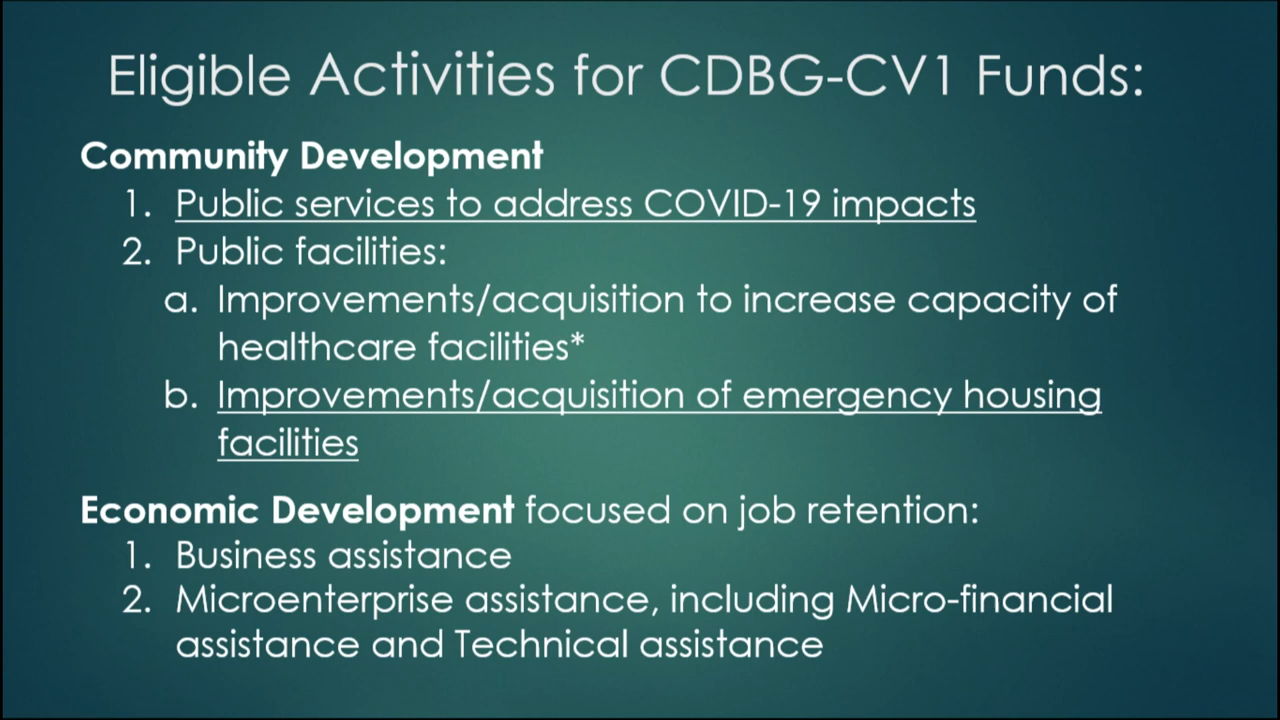 Eligible Activities for CDBG-CV1 Funds:
Community Development
1. Public services to address COVID-19 impacts
2. Public facilities:
a. Improvements/acquisition to increase capacity of
healthcare facilities*
b. Improvements/acquisition of emergency housing
facilities
Economic Development focused on job retention:
1. Business assistance
2. Microenterprise assistance, including Micro-financial
assistance and Technical assistance